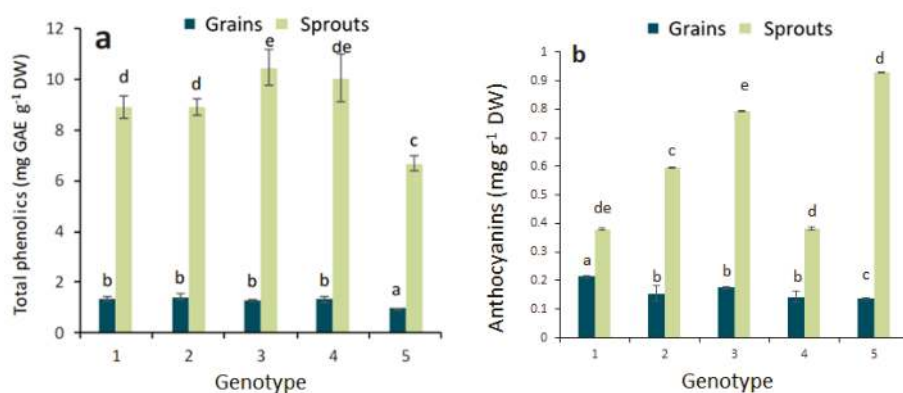 a
Grains Sprouts
Total phenolics (mg GAE g-1 DW)
12
10
8
6
4
2
0
d
d
e
de
c
b
b
b
b
a
1 2 3 4 5
Genotype
b
Grains Sprouts
Anthocyanins (mg g-1 DW)
1
0.9
0.8
0.7
0.6
0.5
0.4
0.3
0.2
0.1
0
de
c
e
d
d
a
b
b
b
c
1 2 3 4 5
Genotype